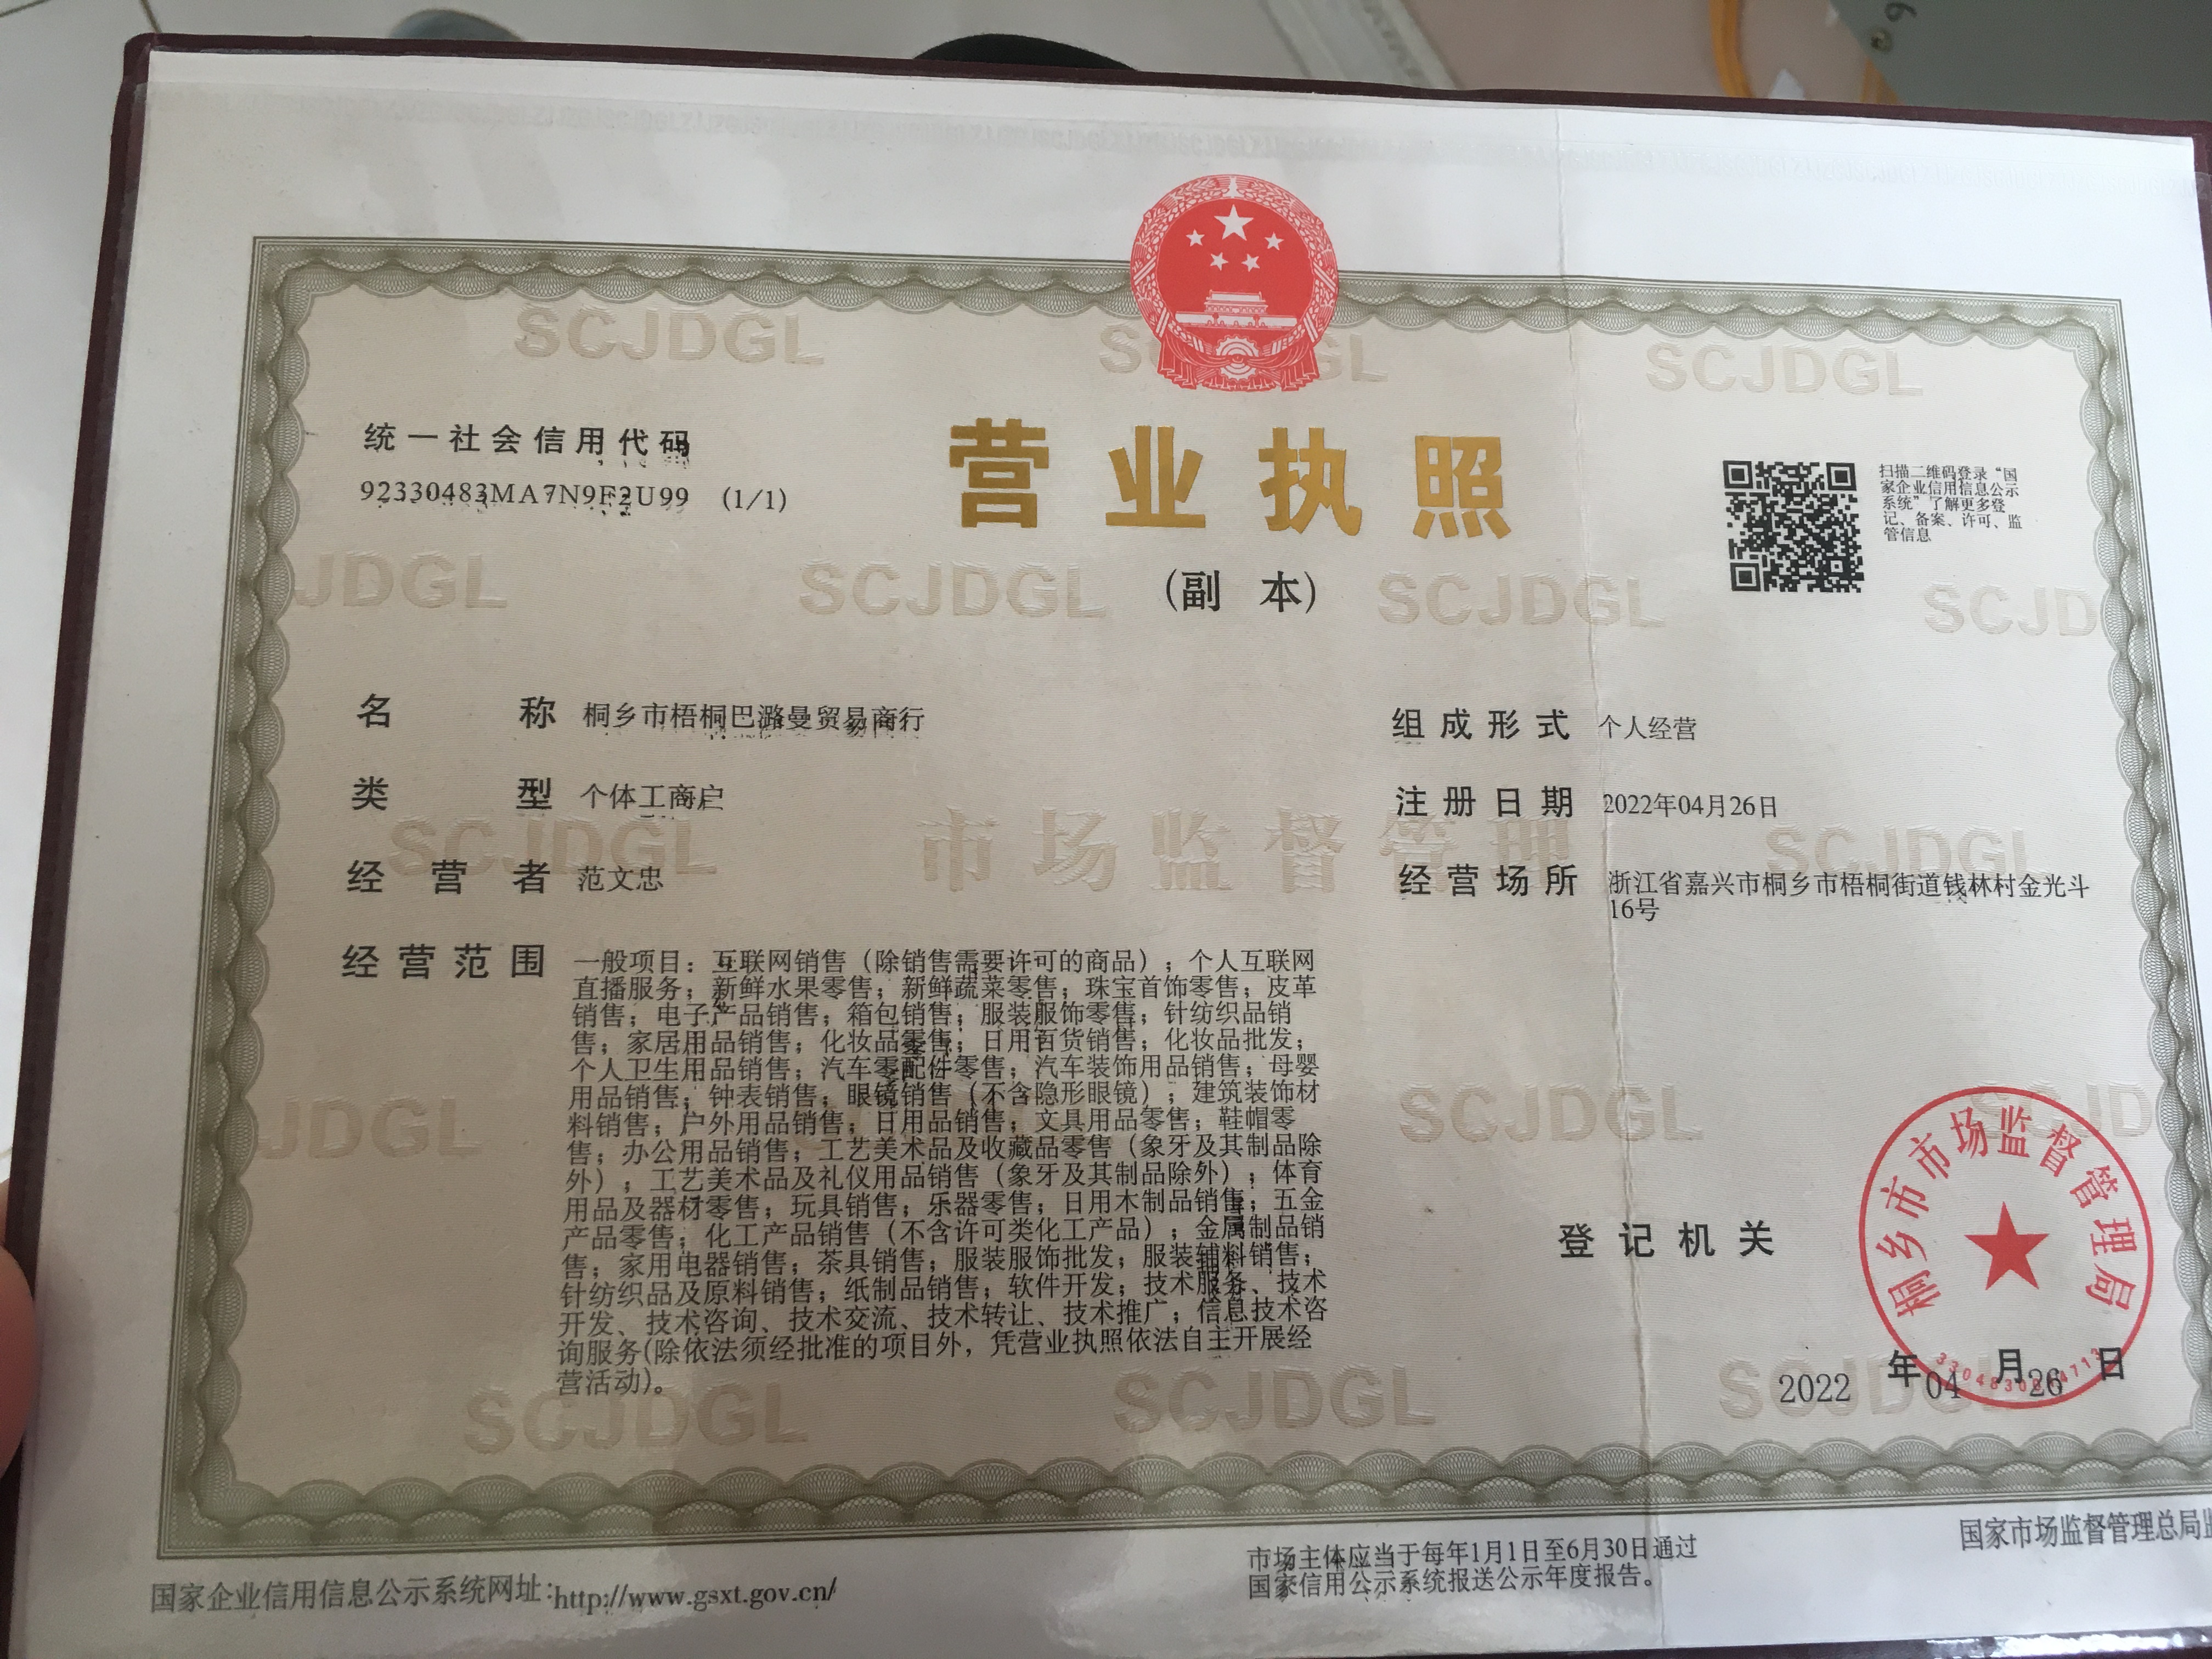 统一社会信用代码
92330483MA7N9F2U99 (1/1)
营业执照
(副 本)
扫描二维码登录“国
家企业信用信息公示
系统”了解更多登
记、备案、许可、监
管信息
名 称 桐乡市梧桐巴潞曼贸易商行
类 型 个体工商户
经 营 者 范文忠
经 营 范 围 一般项目：互联网销售（除销售需要许可的商品）；个人互联网
直播服务；新鲜水果零售；新鲜蔬菜零售；珠宝首饰零售；皮革
销售；电子产品销售；箱包销售；服装服饰零售；针纺织品销
售；家居用品销售；化妆品零售；日用百货销售；化妆品批发；
个人卫生用品销售；汽车零配件零售；汽车装饰用品销售；母婴
用品销售；钟表销售；眼镜销售（不含隐形眼镜）；建筑装饰材
料销售；户外用品销售；日用品销售；文具用品零售；鞋帽零
售；办公用品销售；工艺美术品及收藏品零售（象牙及其制品除
外）；工艺美术品及礼仪用品销售（象牙及其制品除外）；体育
用品及器材零售；玩具销售；乐器零售；日用木制品销售；五金
产品零售；化工产品销售（不含许可类化工产品）；金属制品销
售；家用电器销售；茶具销售；服装服饰批发；服装辅料销售；
针纺织品及原料销售；纸制品销售；软件开发；技术服务、技术
开发、技术咨询、技术交流、技术转让、技术推广；信息技术咨
询服务(除依法须经批准的项目外，凭营业执照依法自主开展经
营活动)。
组 成 形 式 个人经营
注 册 日 期 2022年04月26日
经 营 场 所 浙江省嘉兴市桐乡市梧桐街道钱林村金光斗
16号
登 记 机 关
桐乡市市场监督管理局
2022 年 04 月 26 日
SCJDGL
市场监督管理
国家企业信用信息公示系统网址：http://www.gsxt.gov.cn/
市场主体应当于每年1月1日至6月30日通过
国家信用公示系统报送公示年度报告。
国家市场监督管理总局监